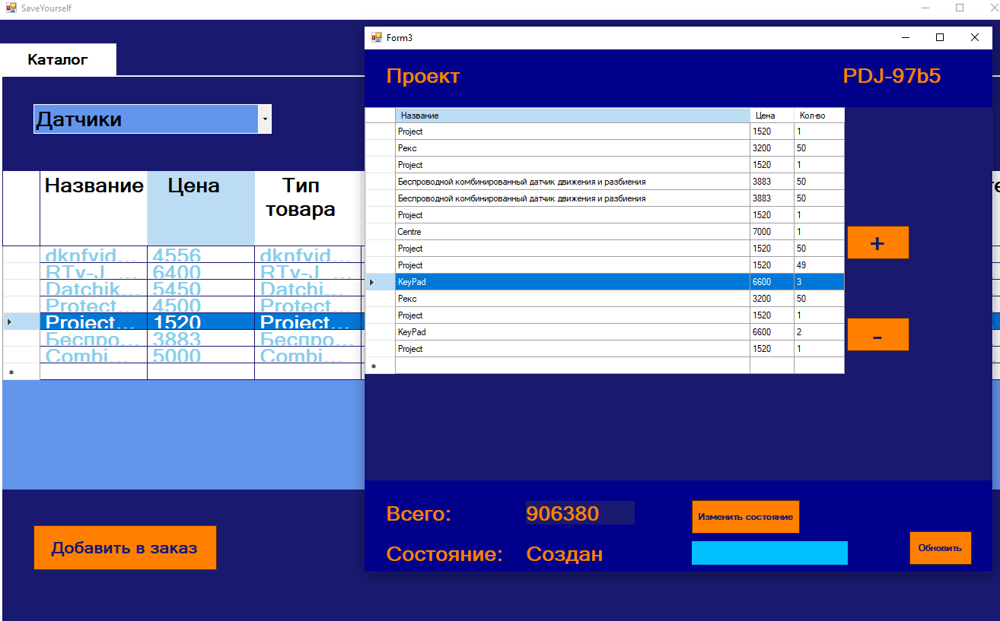 SaveYourself
Каталог
Датчики
Название Цена Тип товара
dknfvid... 4556 dknfvid...
RTv-J ... 6400 RTv-J ...
Datchik... 5450 Datchi...
Protect... 4500 Protect...
Project... 1520 Project...
Беспро... 3883 Беспро...
Combi... 5000 Combi...
Добавить в заказ
Form3
Проект PDJ-97b5
Название Цена Кол-во
Project 1520 1
Рекс 3200 50
Project 1520 1
Беспроводной комбинированный датчик движения и разбиения 3883 50
Беспроводной комбинированный датчик движения и разбиения 3883 50
Project 1520 1
Centre 7000 1
Project 1520 50
Project 1520 49
KeyPad 6600 3
Рекс 3200 50
Project 1520 1
KeyPad 6600 2
Project 1520 1
+
-
Всего: 906380
Изменить состояние
Состояние: Создан
Обновить